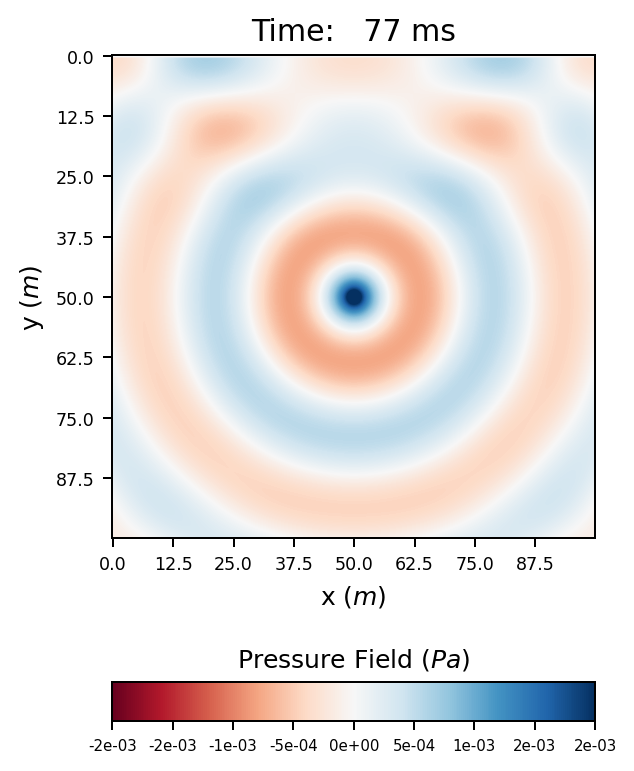 Time: 77 ms
0.0
12.5
25.0
37.5
50.0
62.5
75.0
87.5
y (m)
0.0 12.5 25.0 37.5 50.0 62.5 75.0 87.5
x (m)
Pressure Field (Pa)
-2e-03 -2e-03 -1e-03 -5e-04 0e+00 5e-04 1e-03 2e-03 2e-03